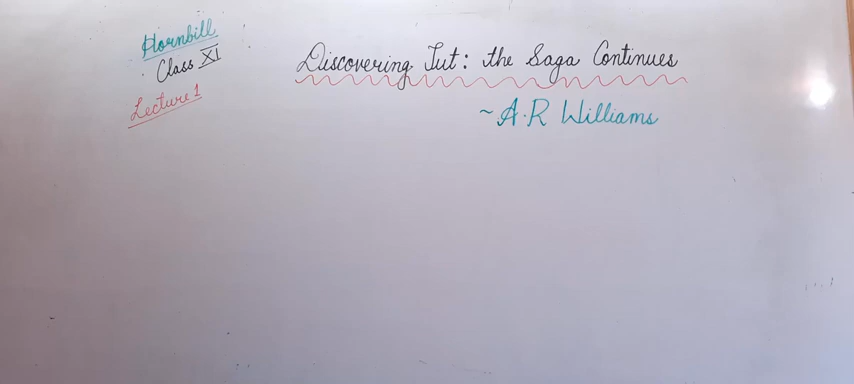 Hornbill
Class XI
Lecture 1
Discovering Tut: the Saga Continues
~A.R Williams